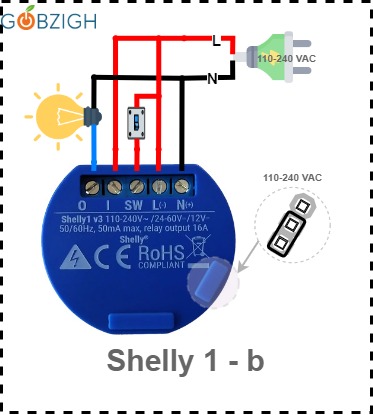 GOBZIGH
L
110-240 VAC
N
110-240 VAC
O I SW L(-) N(+)
Shelly1 v3 110-240V~ /24-60V⎓/12V⎓
50/60Hz, 50mA max, relay output 16A
Shelly®
CE RoHS
COMPLIANT
Shelly 1 - b